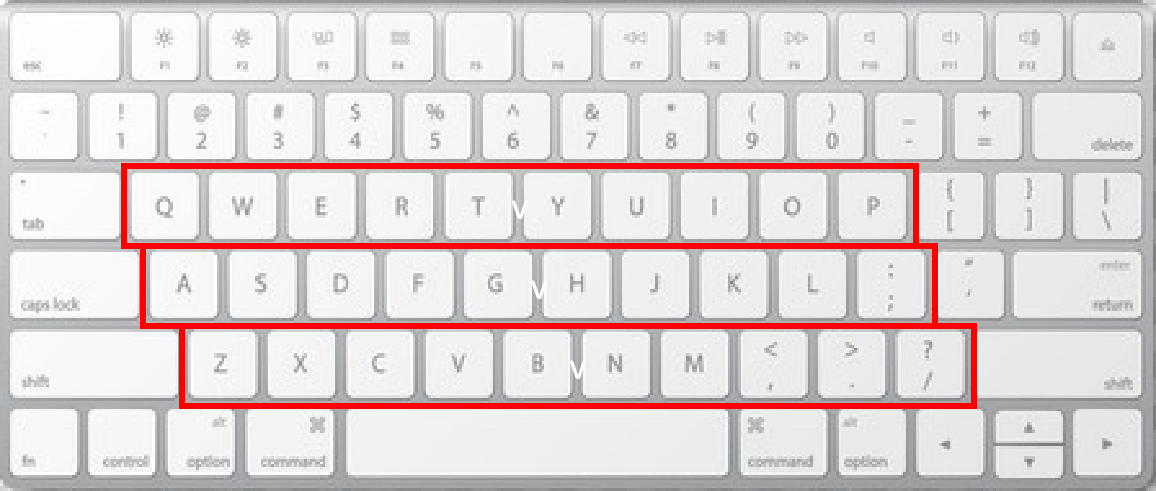 esc F1 F2 F3 F4 F5 F6 F7 F8 F9 F10 F11 F12
~ ! @ # $ % ^ & * ( ) _ +
` 1 2 3 4 5 6 7 8 9 0 - = delete
tab Q W E R T V Y U I O P { [ } ] | \
caps lock A S D F G V H J K L : ; " ' enter return
shift Z X C V B V N M < , > . ? / shift
fn control alt option ⌘ command ⌘ command alt option ◀ ▲ ▼ ▶